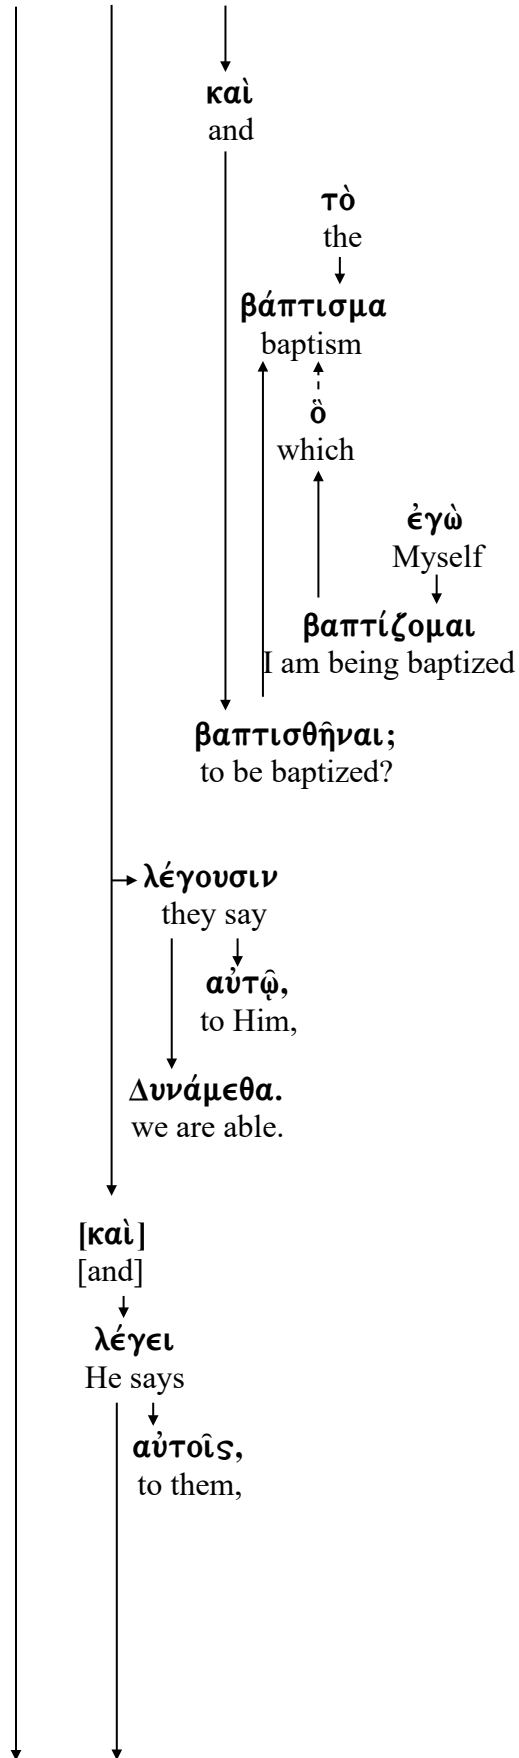 καὶ
and
τὸ
the
βάπτισμα
baptism
ὃ
which
ἐγὼ
Myself
βαπτίζομαι
I am being baptized
βαπτισθῆναι;
to be baptized?
λέγουσιν
they say
αὐτῷ,
to Him,
Δυνάμεθα.
we are able.
[καὶ]
[and]
λέγει
He says
αὐτοῖς,
to them,